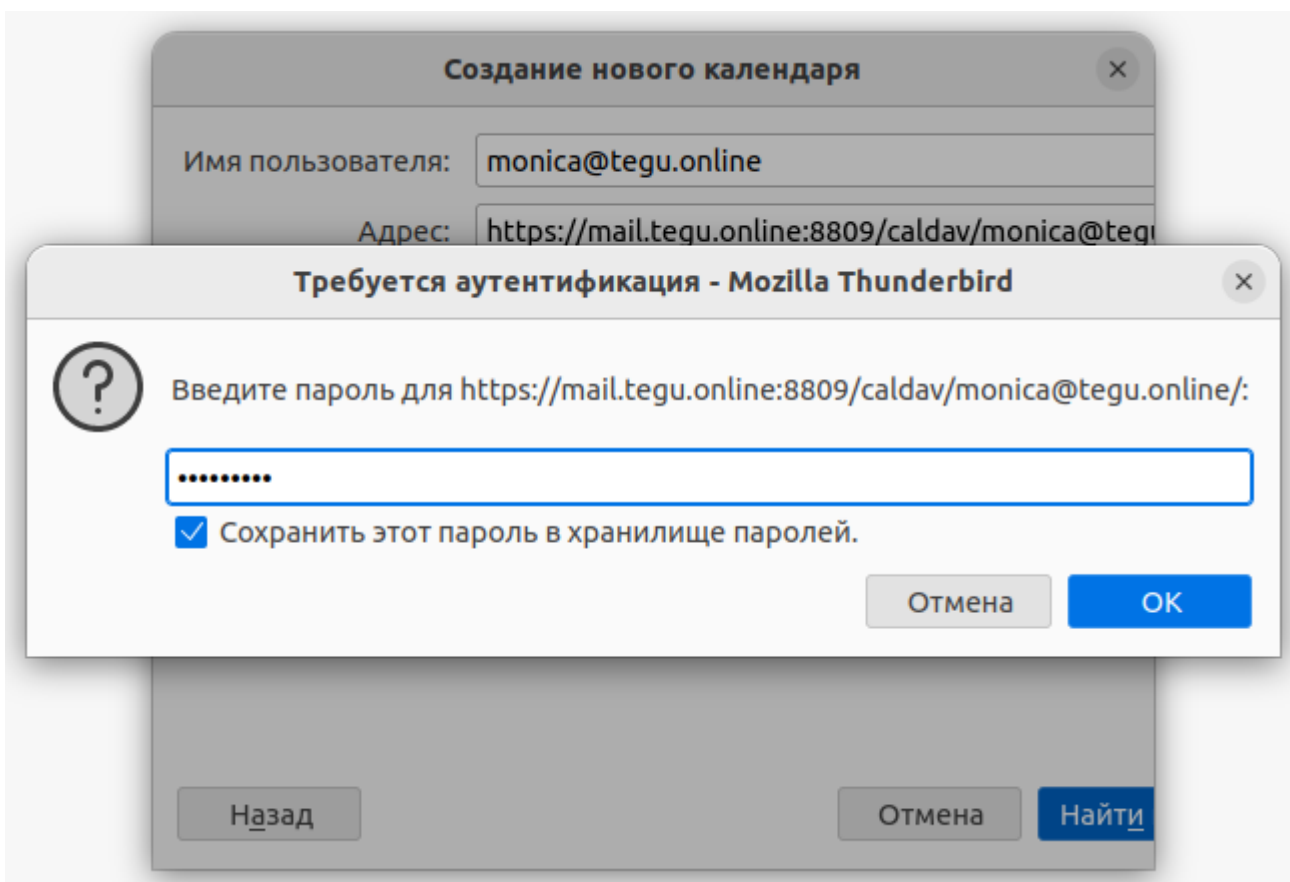 Создание нового календаря
Имя пользователя: monica@tegu.online
Адрес: https://mail.tegu.online:8809/caldav/monica@tegu
Требуется аутентификация - Mozilla Thunderbird
Введите пароль для https://mail.tegu.online:8809/caldav/monica@tegu.online/:
•••••••••
Сохранить этот пароль в хранилище паролей.
Отмена OK
Назад Отмена Найти